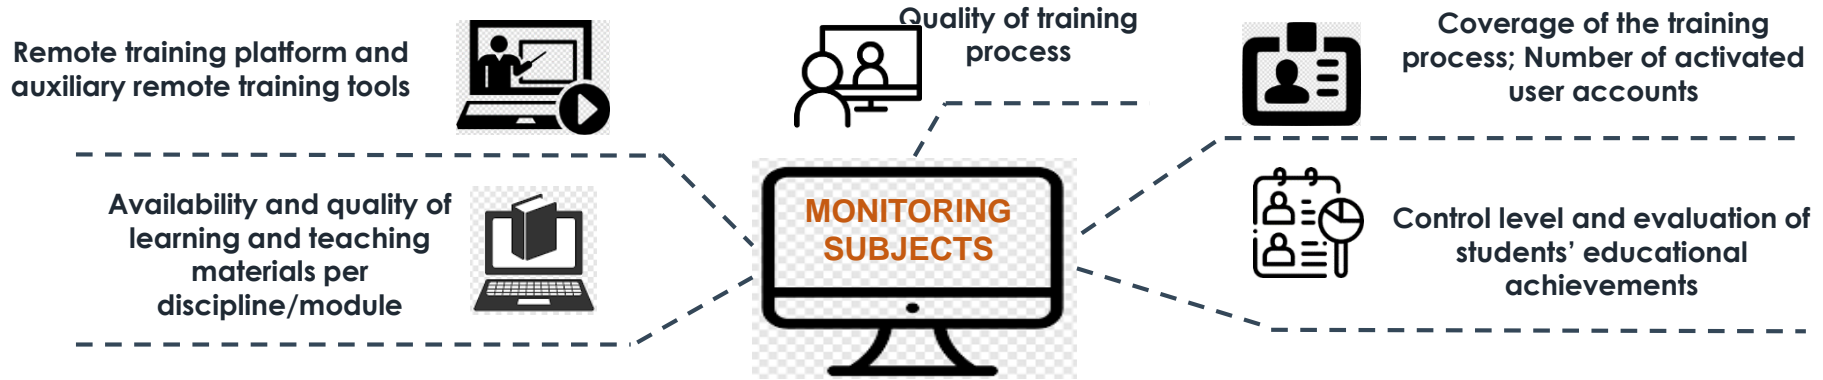 Remote training platform and
auxiliary remote training tools
Quality of training
process
Coverage of the training
process; Number of activated
user accounts
Availability and quality of
learning and teaching
materials per
discipline/module
MONITORING
SUBJECTS
Control level and evaluation of
students’ educational
achievements